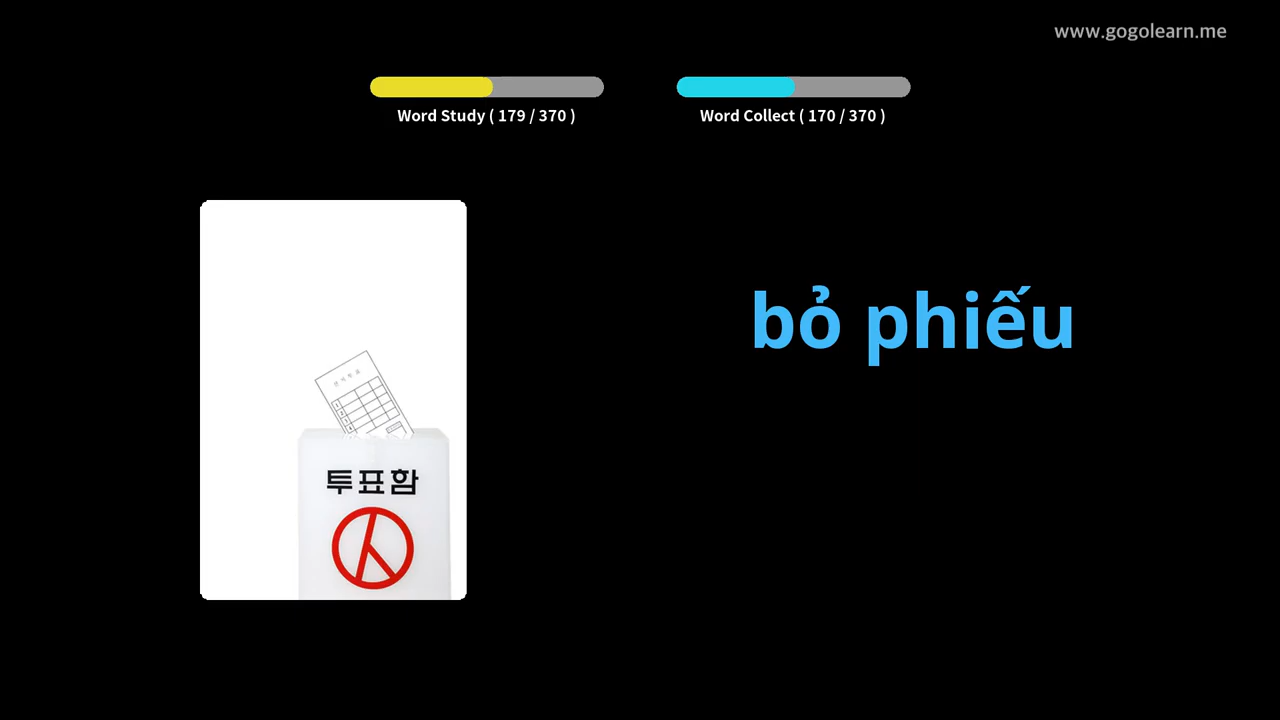 www.gogolearn.me
Word Study ( 179 / 370 )
Word Collect ( 170 / 370 )
bỏ phiếu
투표함